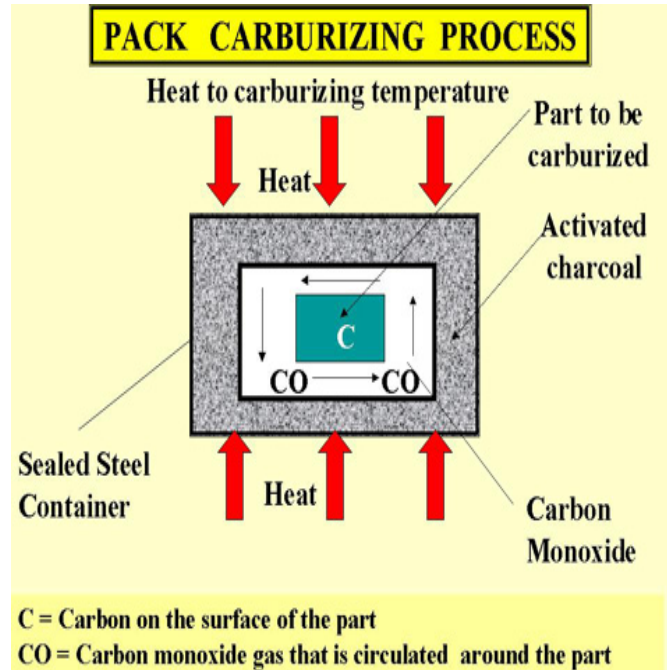 PACK CARBURIZING PROCESS
Heat to carburizing temperature
Part to be
carburized
Heat
Activated
charcoal
C
CO
CO
Sealed Steel
Container
Heat
Carbon
Monoxide
C = Carbon on the surface of the part
CO = Carbon monoxide gas that is circulated around the part